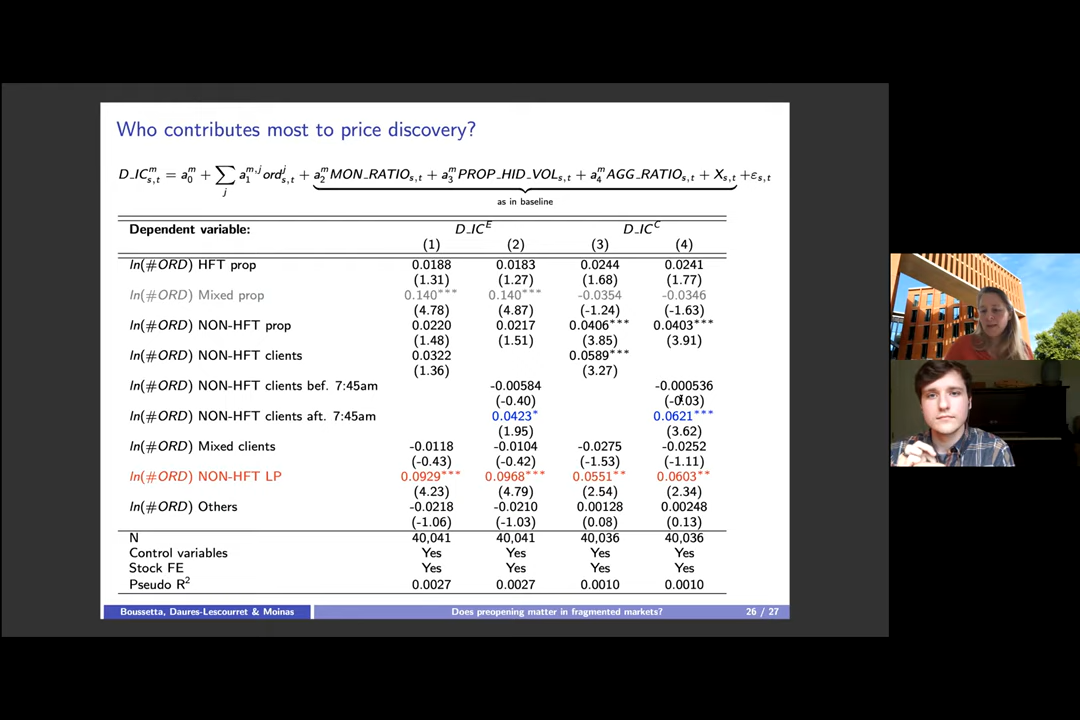 Who contributes most to price discovery?
D_IC^m_{s,t} = a^m_0 + ∑_j a^{m,j}_1 ord^j_{s,t} + a^m_2 MON_RATIO_{s,t} + a^m_3 PROP_HID_VOL_{s,t} + a^m_4 AGG_RATIO_{s,t} + X_{s,t} + ε_{s,t}
as in baseline
Dependent variable: D_IC^E D_IC^C
(1) (2) (3) (4)
ln(#ORD) HFT prop 0.0188 0.0183 0.0244 0.0241
(1.31) (1.27) (1.68) (1.77)
ln(#ORD) Mixed prop 0.140*** 0.140*** -0.0354 -0.0346
(4.78) (4.87) (-1.24) (-1.63)
ln(#ORD) NON-HFT prop 0.0220 0.0217 0.0406*** 0.0403***
(1.48) (1.51) (3.85) (3.91)
ln(#ORD) NON-HFT clients 0.0322 0.0589***
(1.36) (3.27)
ln(#ORD) NON-HFT clients bef. 7:45am -0.00584 -0.000536
(-0.40) (-0.03)
ln(#ORD) NON-HFT clients aft. 7:45am 0.0423* 0.0621***
(1.95) (3.62)
ln(#ORD) Mixed clients -0.0118 -0.0104 -0.0275 -0.0252
(-0.43) (-0.42) (-1.53) (-1.11)
ln(#ORD) NON-HFT LP 0.0929*** 0.0968*** 0.0551** 0.0603**
(4.23) (4.79) (2.54) (2.34)
ln(#ORD) Others -0.0218 -0.0210 0.00128 0.00248
(-1.06) (-1.03) (0.08) (0.13)
N 40,041 40,041 40,036 40,036
Control variables Yes Yes Yes Yes
Stock FE Yes Yes Yes Yes
Pseudo R² 0.0027 0.0027 0.0010 0.0010
Boussetta, Daures-Lescourret & Moinas Does preopening matter in fragmented markets? 26 / 27